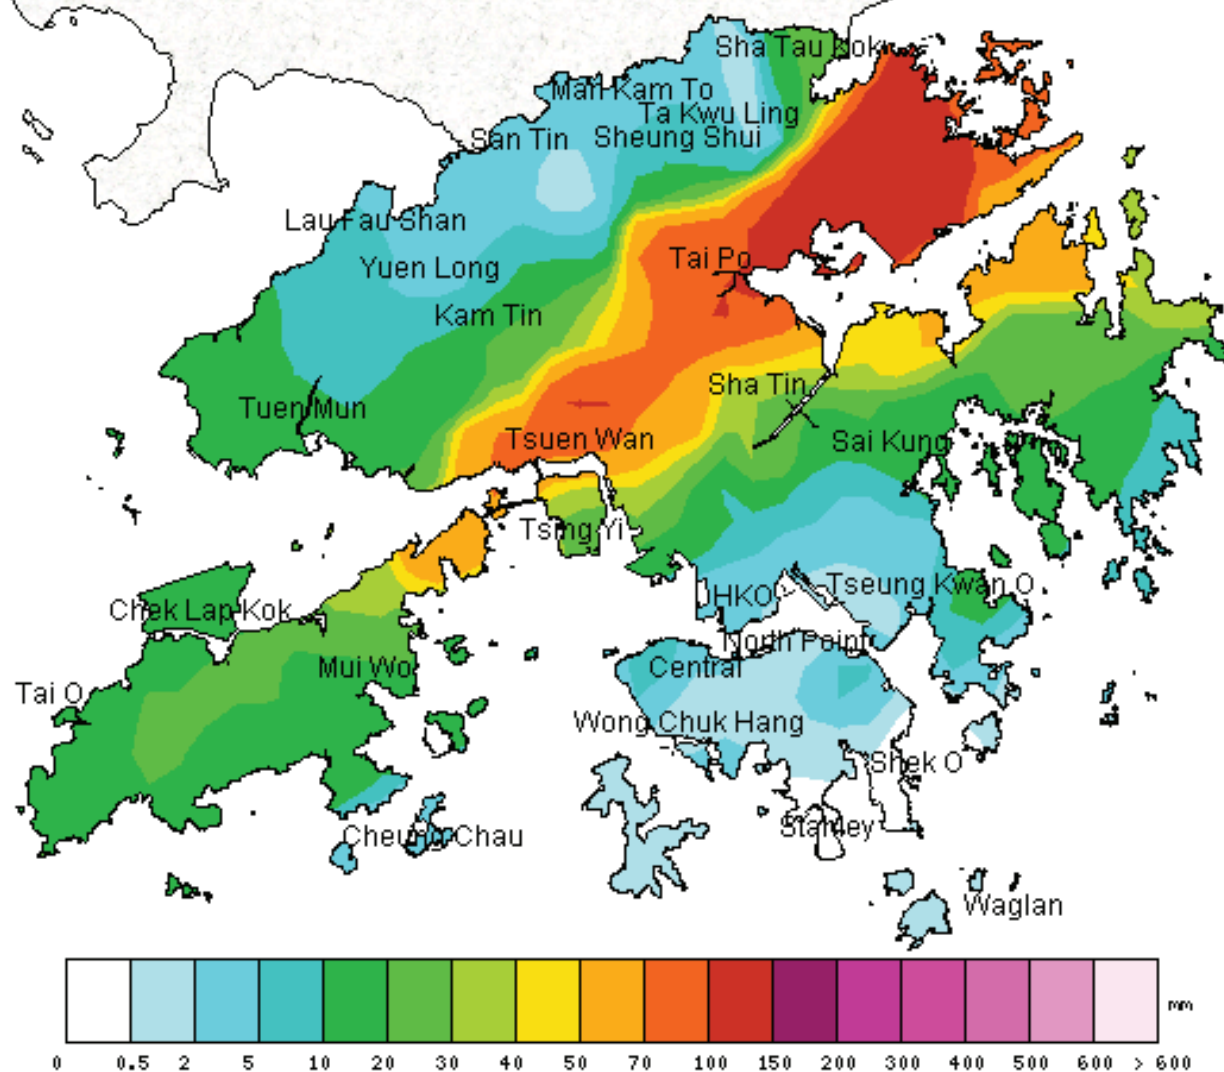 Sha Tau Kok
Man Kam To
Ta Kwu Ling
San Tin
Sheung Shui
Lau Fau Shan
Tai Po
Yuen Long
Kam Tin
Sha Tin
Tuen Mun
Tsuen Wan
Sai Kung
Tsing Yi
Tseung Kwan O
HKO
Chek Lap Kok
North Point
Mui Wo
Central
Tai O
Wong Chuk Hang
Shek O
Stanley
Cheung Chau
Waglan
mm
0 0.5 2 5 10 20 30 40 50 70 100 150 200 300 400 500 600 > 600